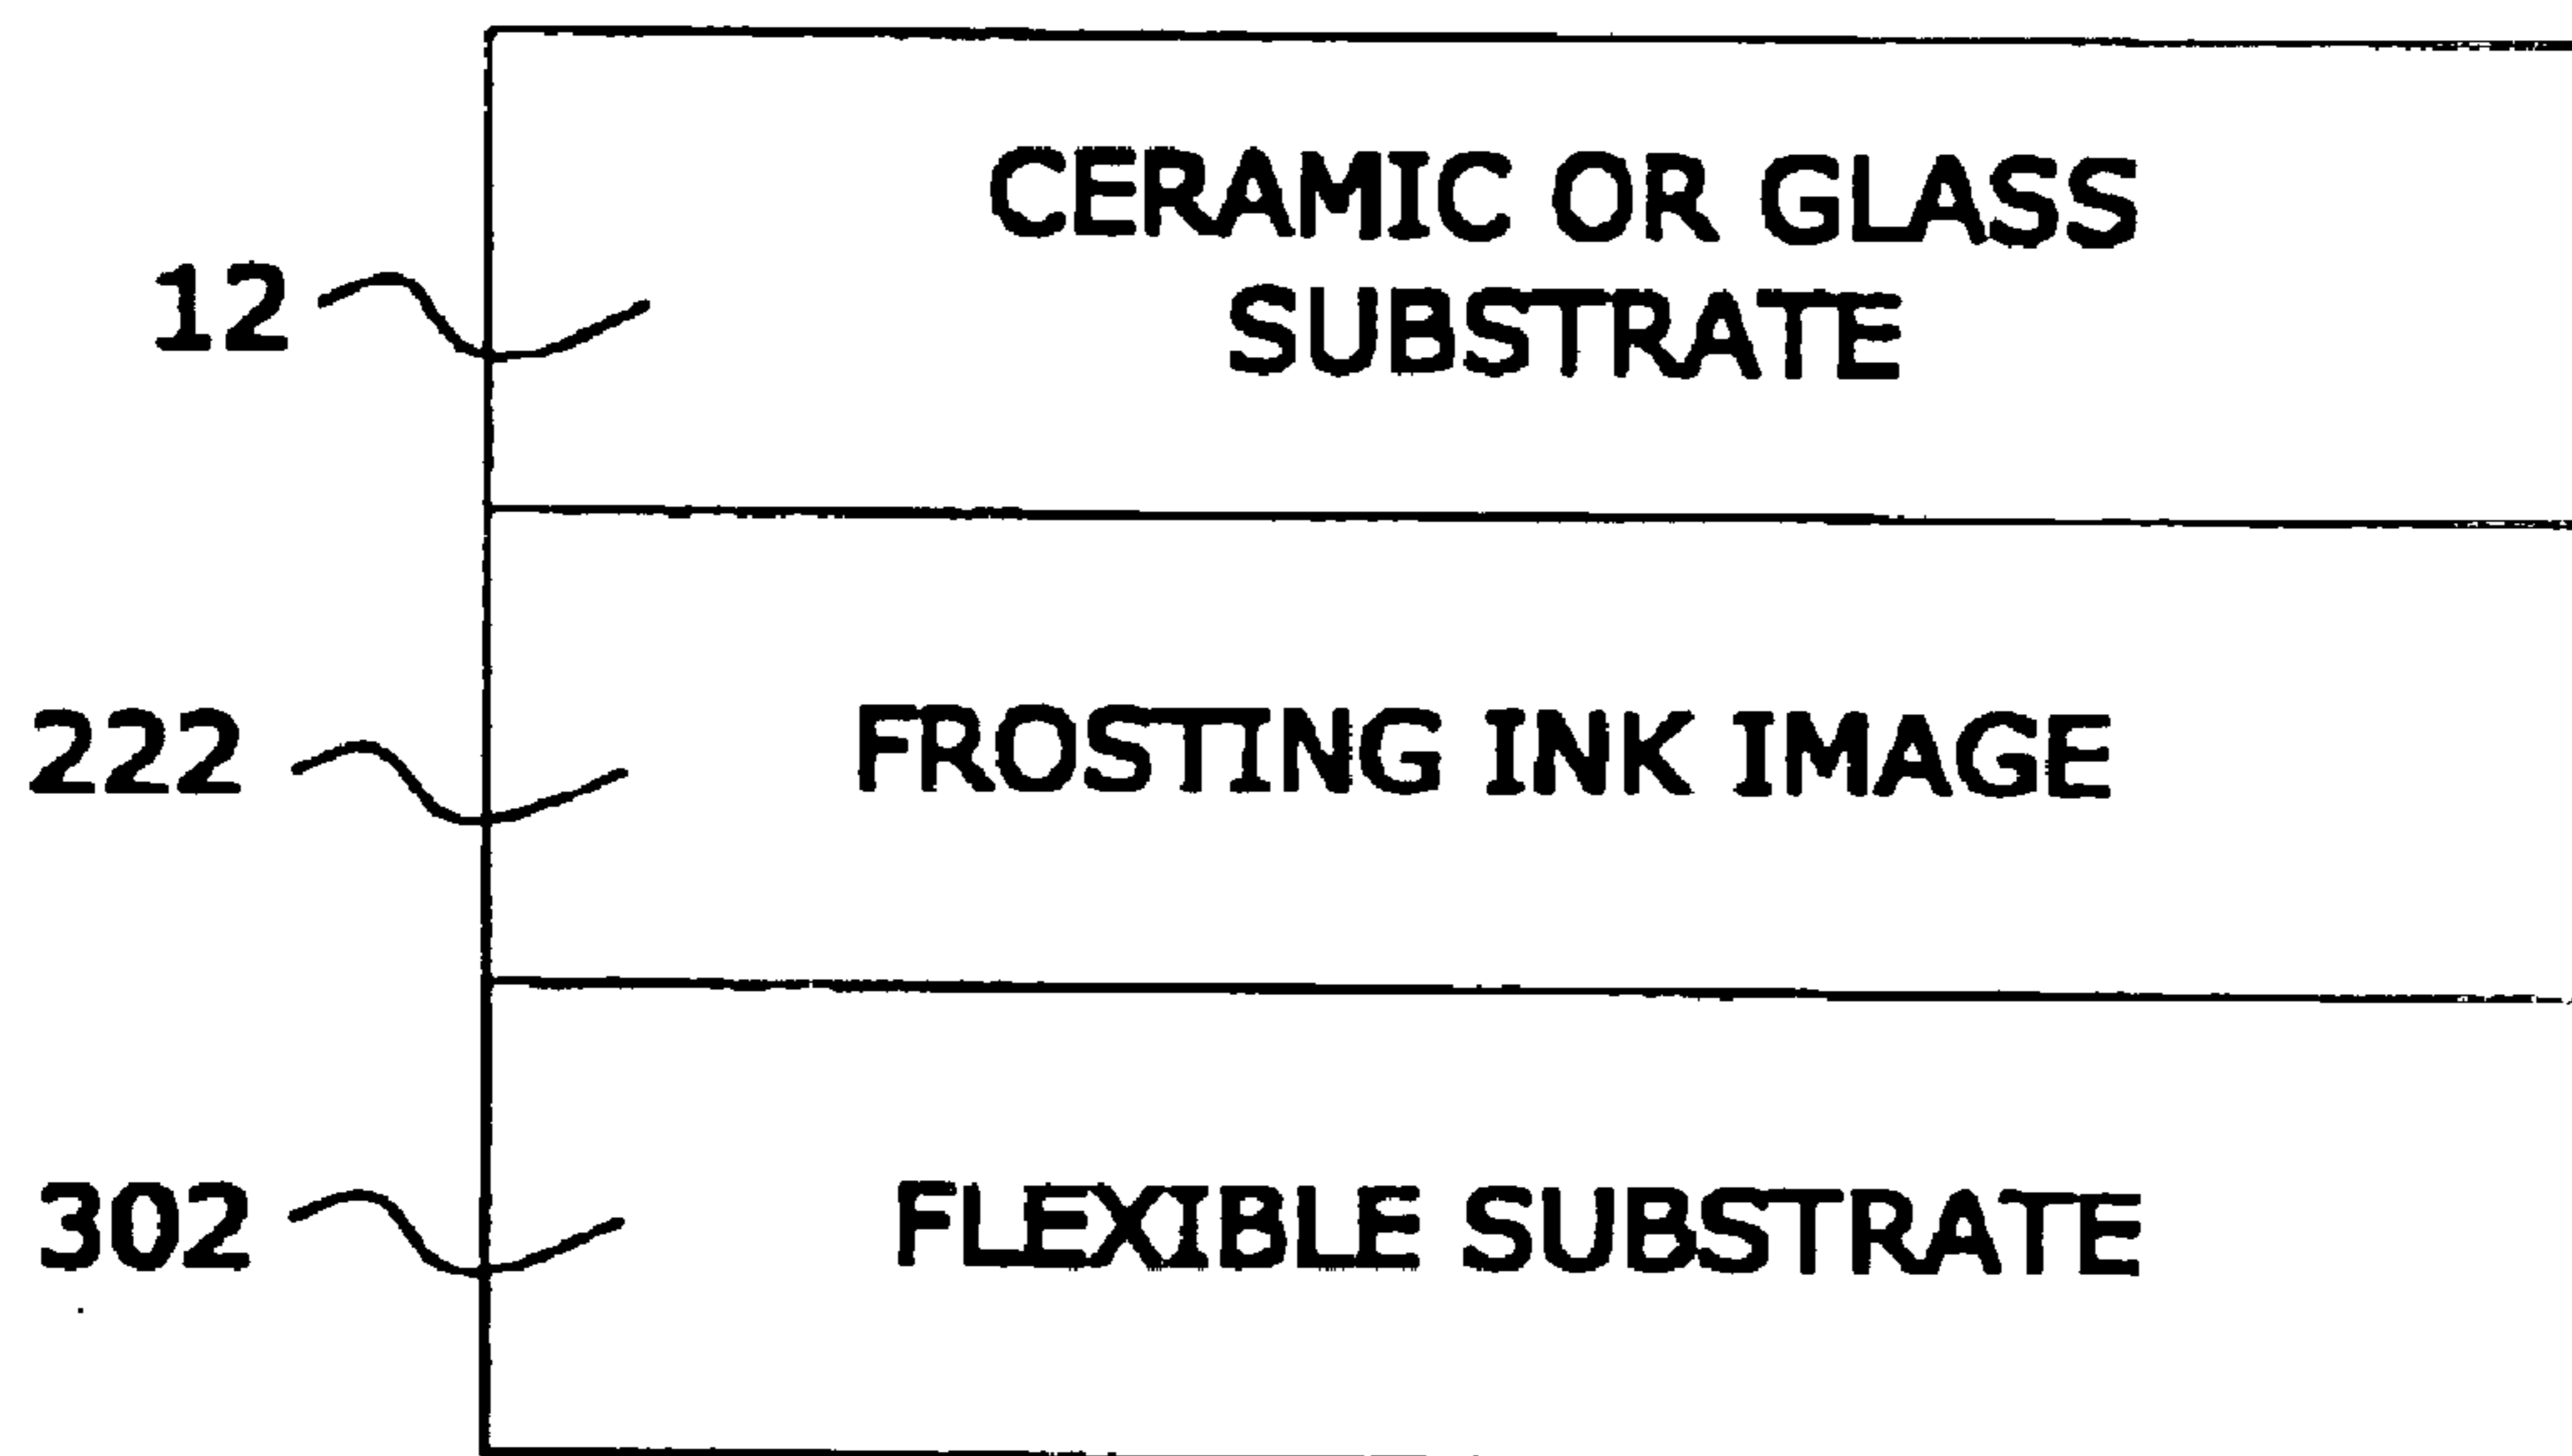 CERAMIC OR GLASS
12 SUBSTRATE
222 FROSTING INK IMAGE
302 FLEXIBLE SUBSTRATE